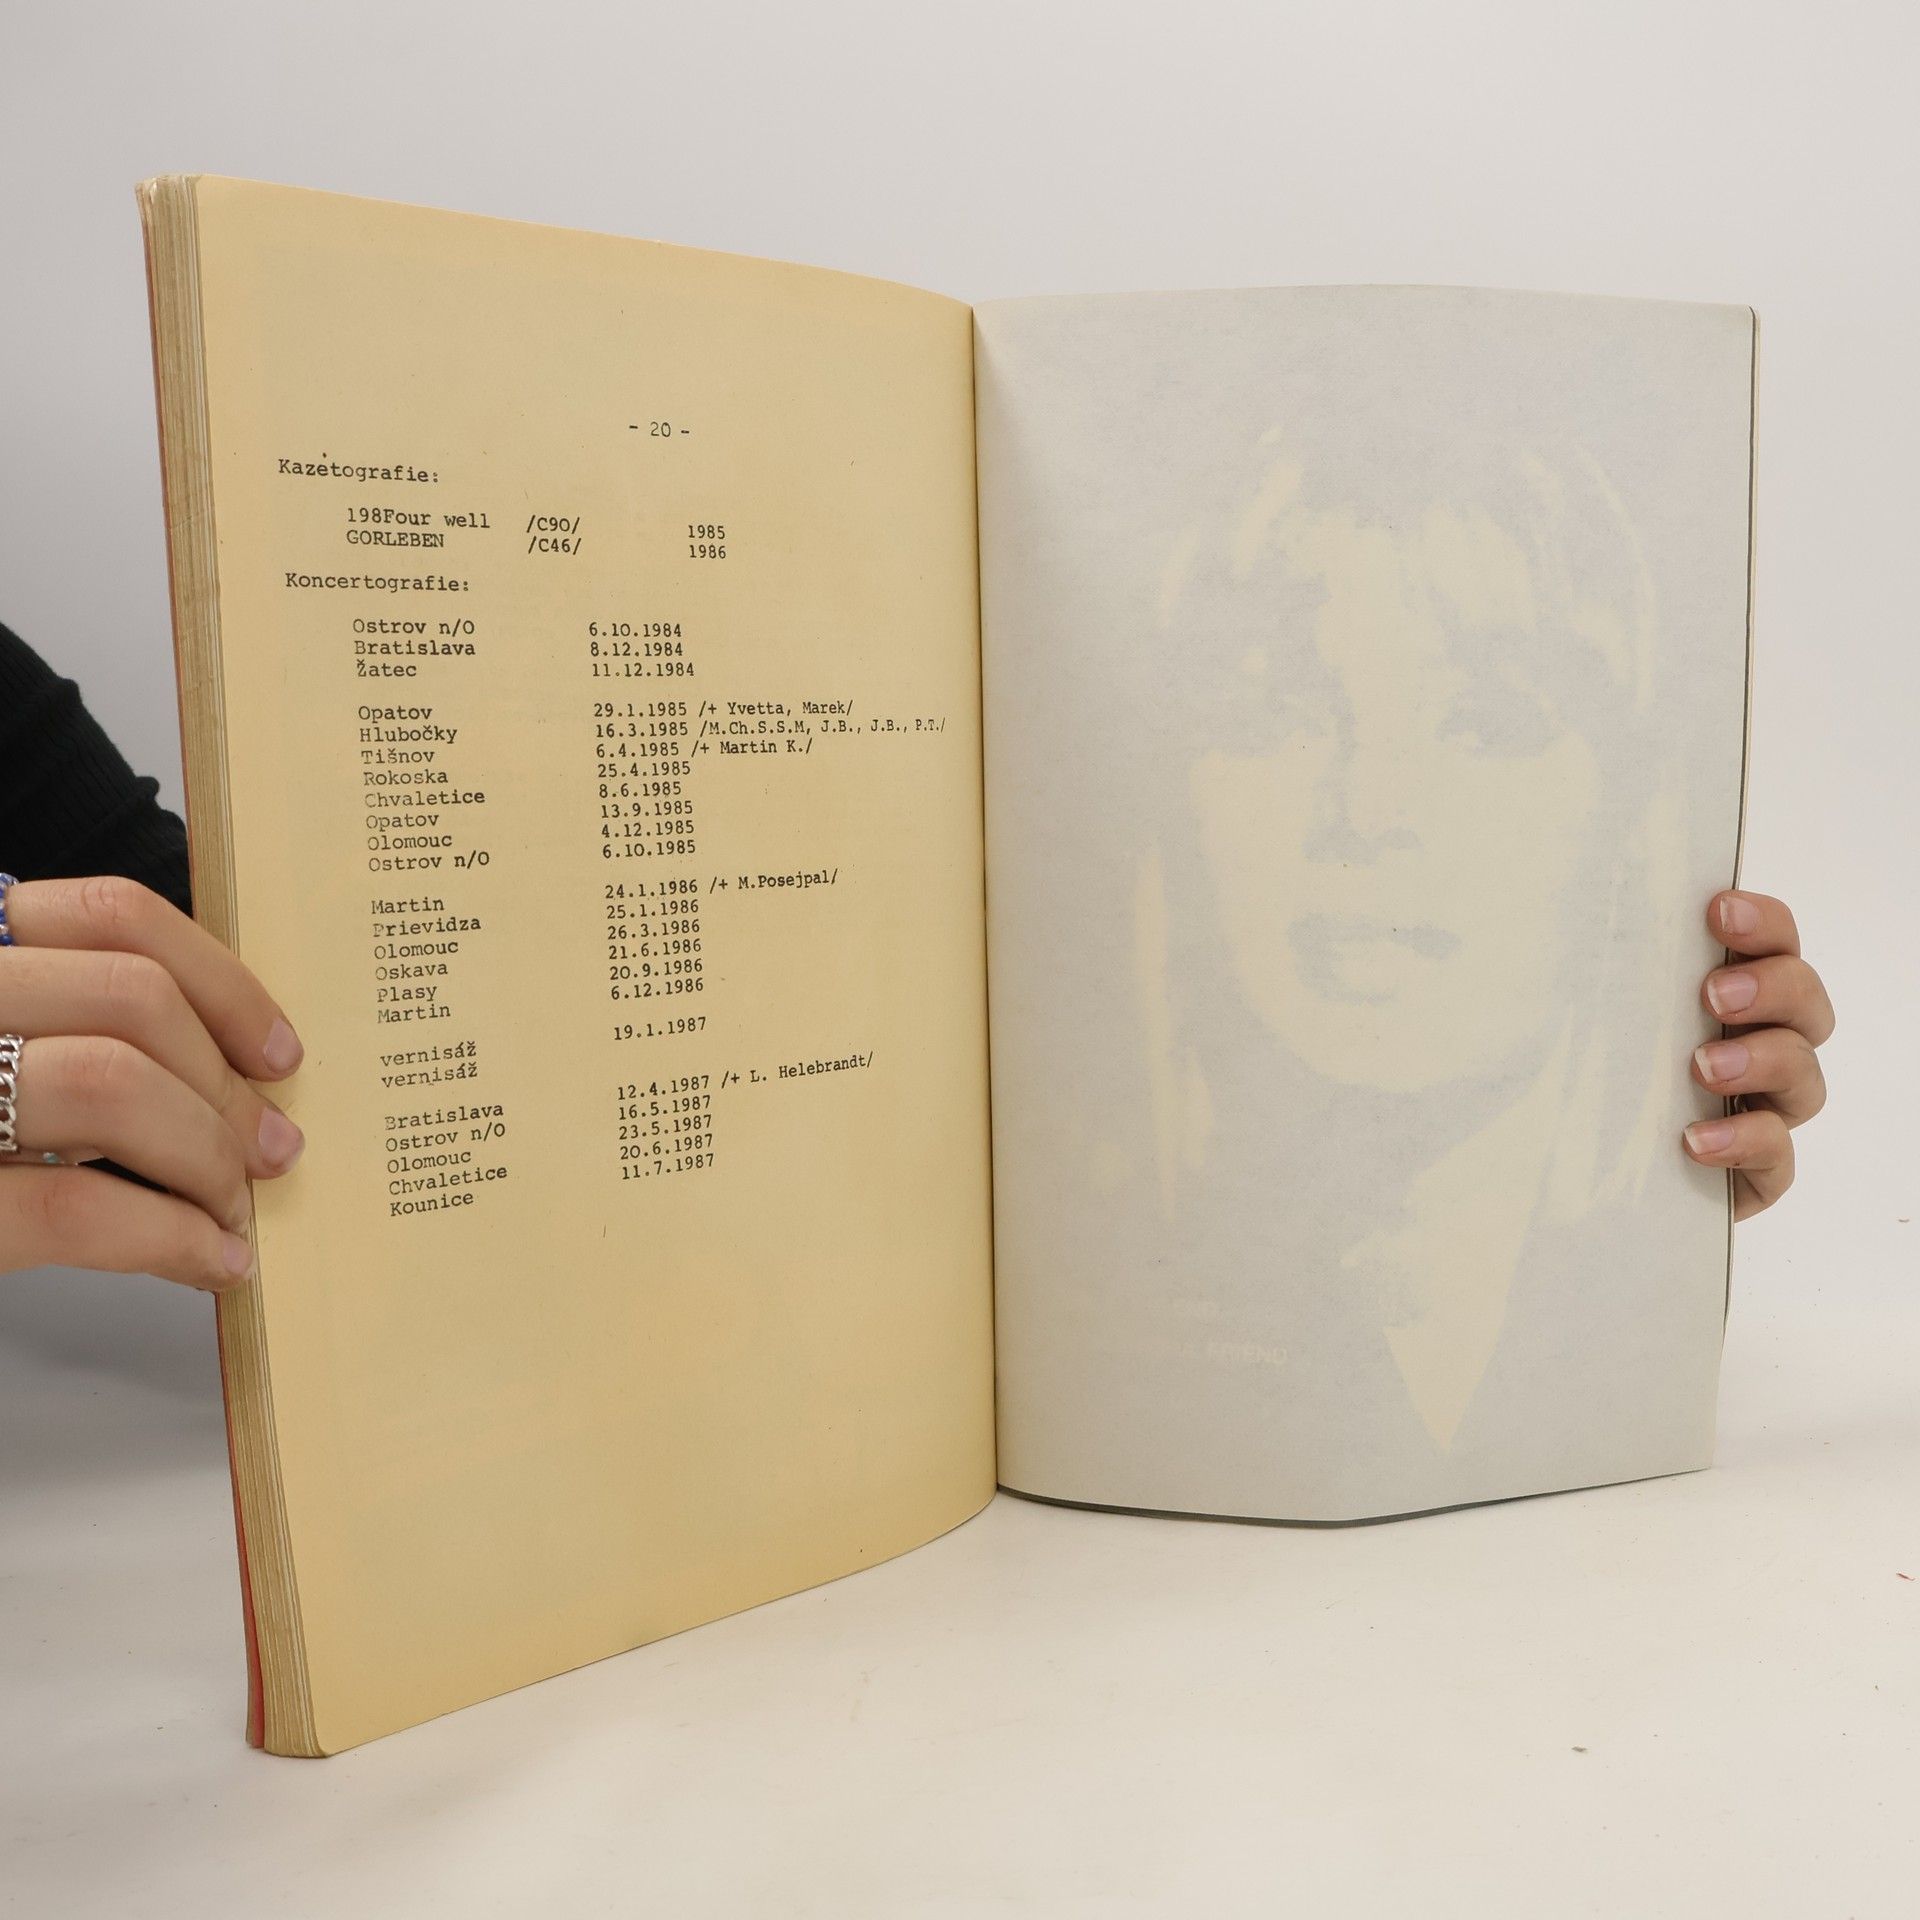 - 20 -
Kazetografie:
198Four well /C90/ 1985
GORLEBEN /C46/ 1986
Koncertografie:
Ostrov n/O 6.10.1984
Bratislava 8.12.1984
Žatec 11.12.1984
Opatov 29.1.1985 /+ Yvetta, Marek/
Hlubočky 16.3.1985 /M.Ch.S.S.M, J.B., J.B., P.T./
Tišnov 6.4.1985 /+ Martin K./
Rokoska 25.4.1985
Chvaletice 8.6.1985
Opatov 13.9.1985
Olomouc 4.12.1985
Ostrov n/O 6.10.1985
Martin 24.1.1986 /+ M.Posejpal/
Prievidza 25.1.1986
Olomouc 26.3.1986
Oskava 21.6.1986
Plasy 20.9.1986
Martin 6.12.1986
vernisáž 19.1.1987
vernisáž
Bratislava 12.4.1987 /+ L. Helebrandt/
Ostrov n/O 16.5.1987
Olomouc 23.5.1987
Chvaletice 20.6.1987
Kounice 11.7.1987
FRIEND